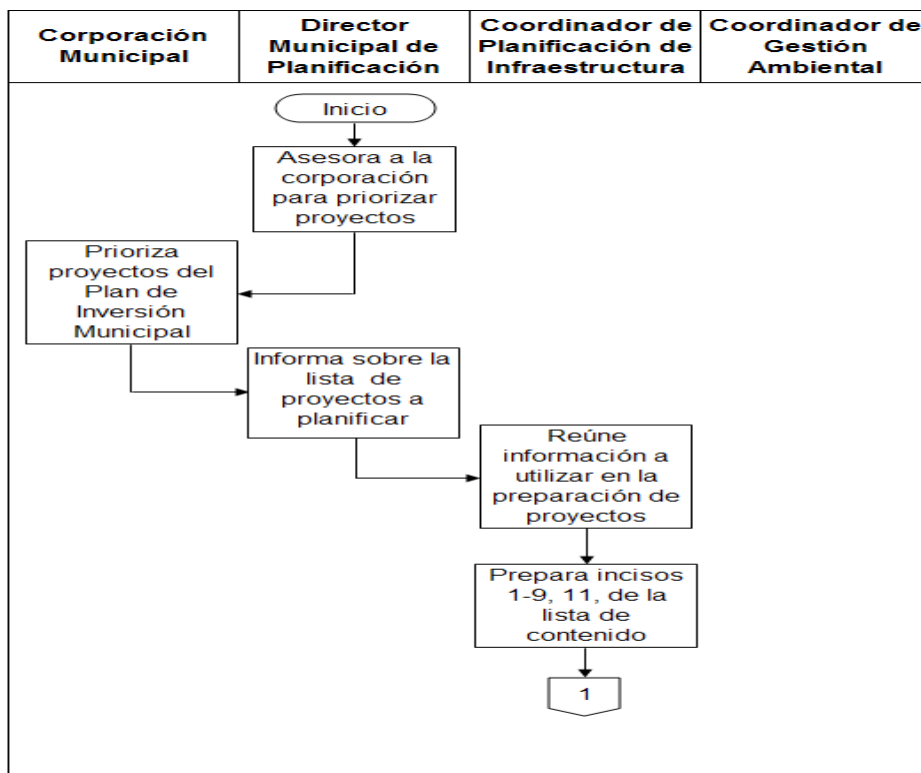 Corporación
Municipal
Director
Municipal de
Planificación
Coordinador de
Planificación de
Infraestructura
Coordinador de
Gestión
Ambiental
Inicio
Asesora a la
corporación
para priorizar
proyectos
Prioriza
proyectos del
Plan de
Inversión
Municipal
Informa sobre la
lista de
proyectos a
planificar
Reúne
información a
utilizar en la
preparación de
proyectos
Prepara incisos
1-9, 11, de la
lista de
contenido
1